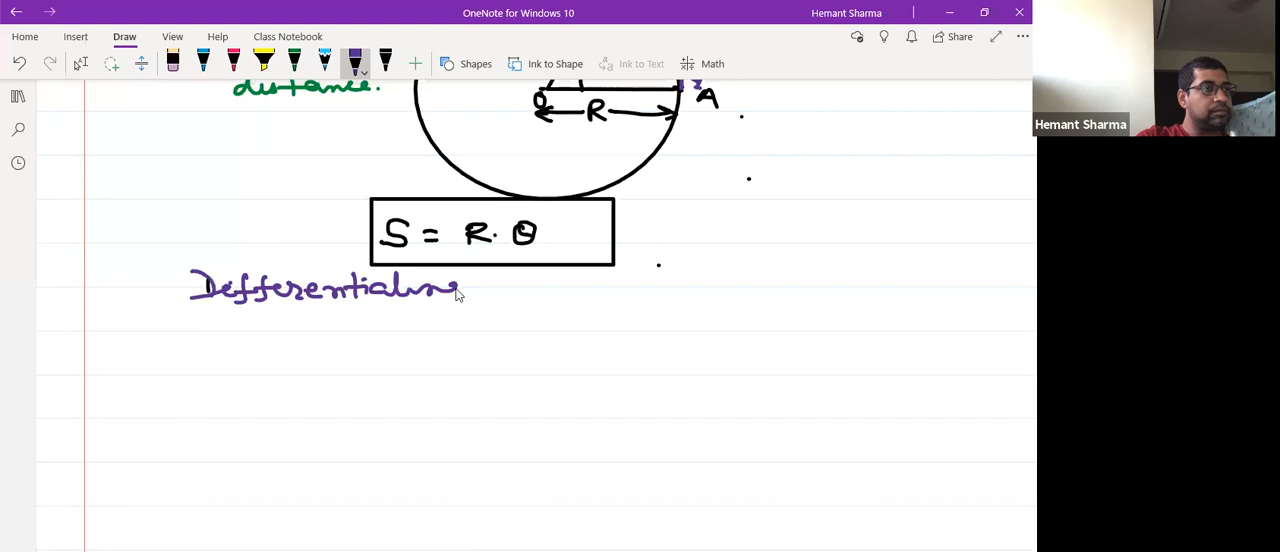 OneNote for Windows 10
Hemant Sharma
Home Insert Draw View Help Class Notebook
Share
Shapes Ink to Shape Ink to Text Math
distance.
O
A
R
Hemant Sharma
S = R. θ
Differential